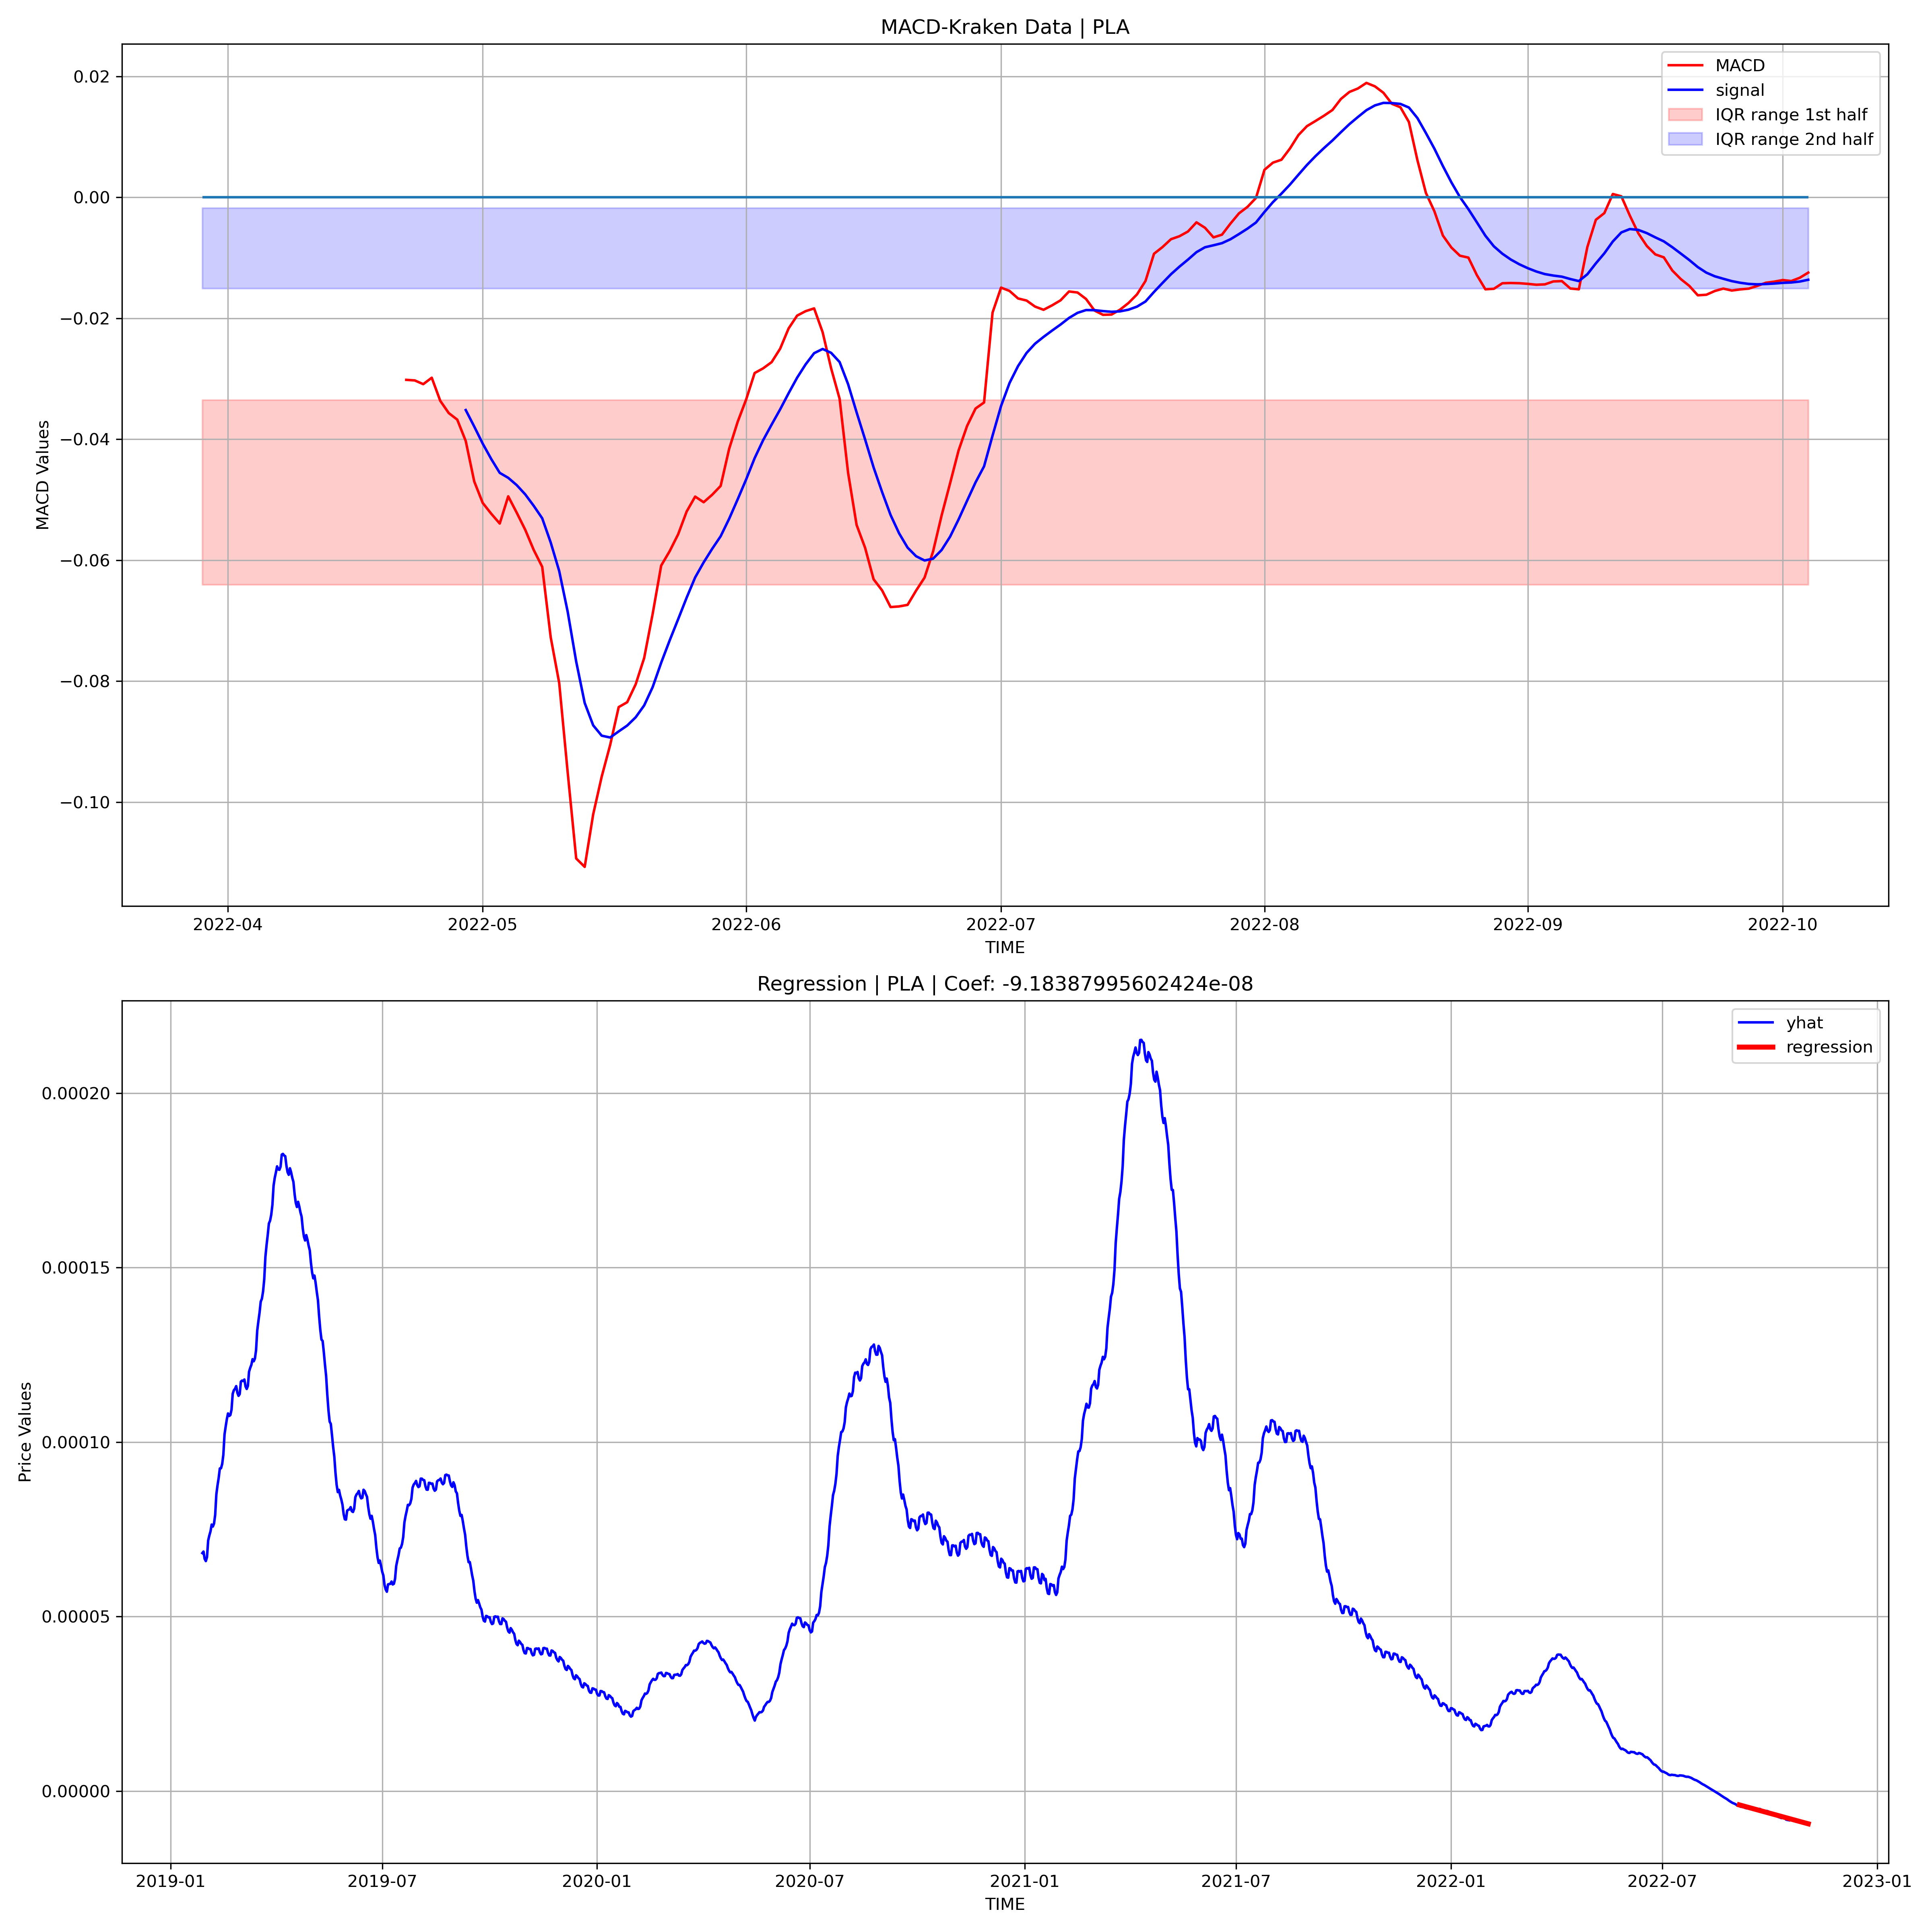 MACD-Kraken Data | PLA
MACD
signal
IQR range 1st half
IQR range 2nd half
0.02
0.00
−0.02
−0.04
−0.06
−0.08
−0.10
MACD Values
2022-04 2022-05 2022-06 2022-07 2022-08 2022-09 2022-10
TIME
Regression | PLA | Coef: -9.18387995602424e-08
yhat
regression
0.00020
0.00015
0.00010
0.00005
0.00000
Price Values
2019-01 2019-07 2020-01 2020-07 2021-01 2021-07 2022-01 2022-07 2023-01
TIME